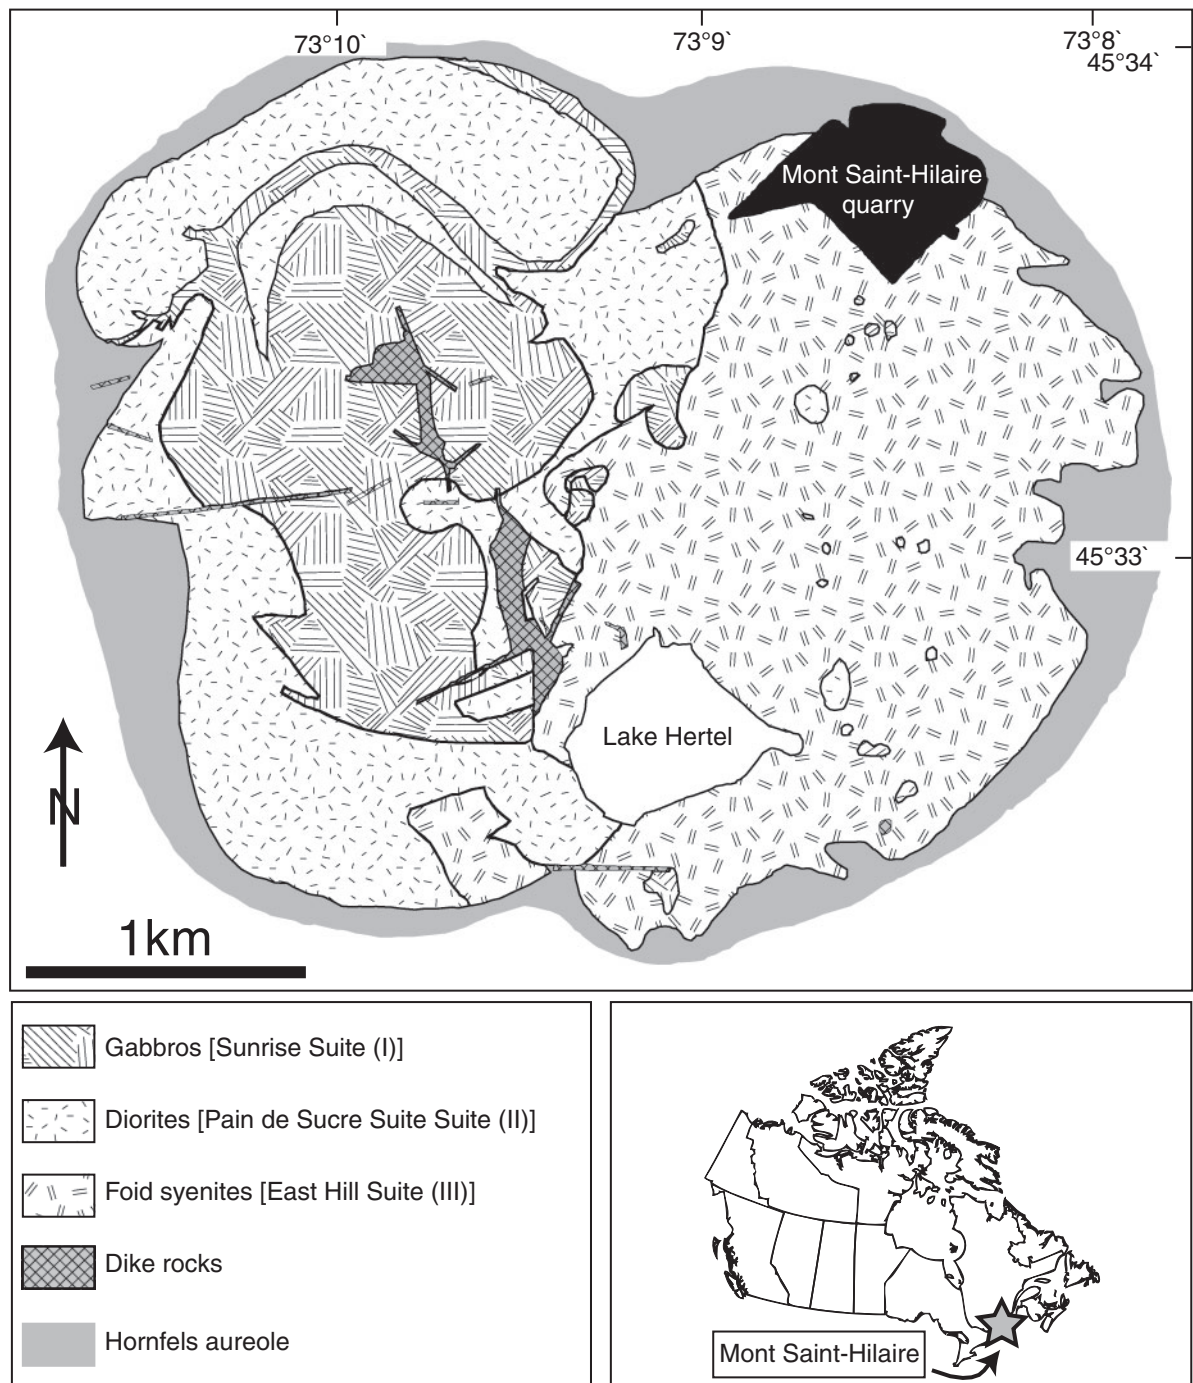 73°10`
73°9`
73°8`
45°34`
Mont Saint-Hilaire
quarry
45°33`
Lake Hertel
N
1km
Gabbros [Sunrise Suite (I)]
Diorites [Pain de Sucre Suite Suite (II)]
Foid syenites [East Hill Suite (III)]
Dike rocks
Hornfels aureole
Mont Saint-Hilaire